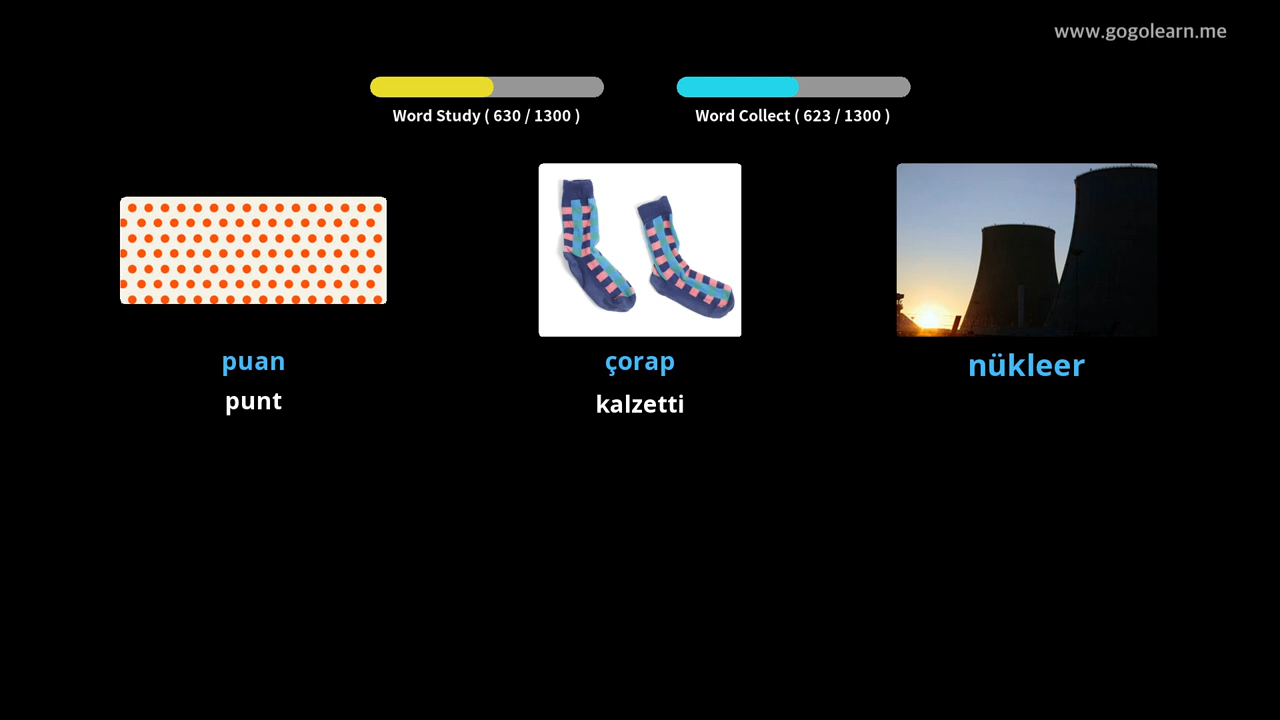 www.gogolearn.me
Word Study ( 630 / 1300 )
Word Collect ( 623 / 1300 )
puan
punt
çorap
kalzetti
nükleer